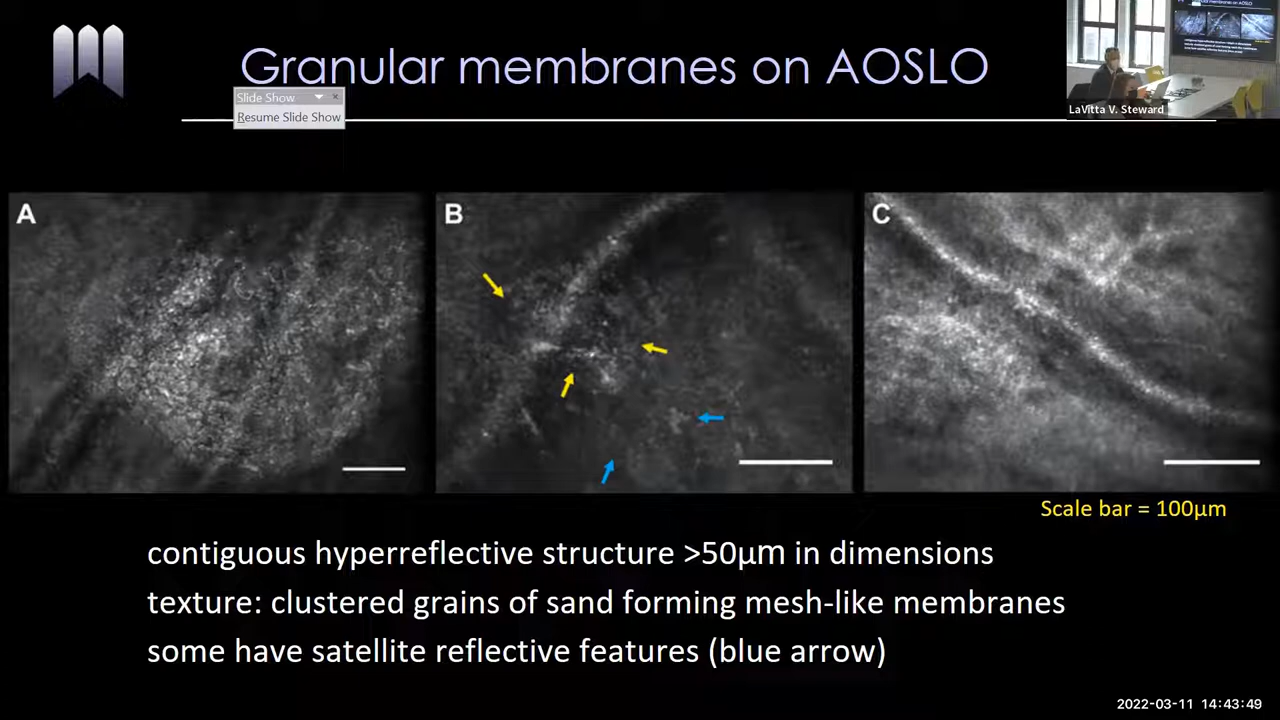 Granular membranes on AOSLO
Slide Show
Resume Slide Show
LaVitta V. Steward
A
B
C
Scale bar = 100µm
contiguous hyperreflective structure >50µm in dimensions
texture: clustered grains of sand forming mesh-like membranes
some have satellite reflective features (blue arrow)
2022-03-11 14:43:49